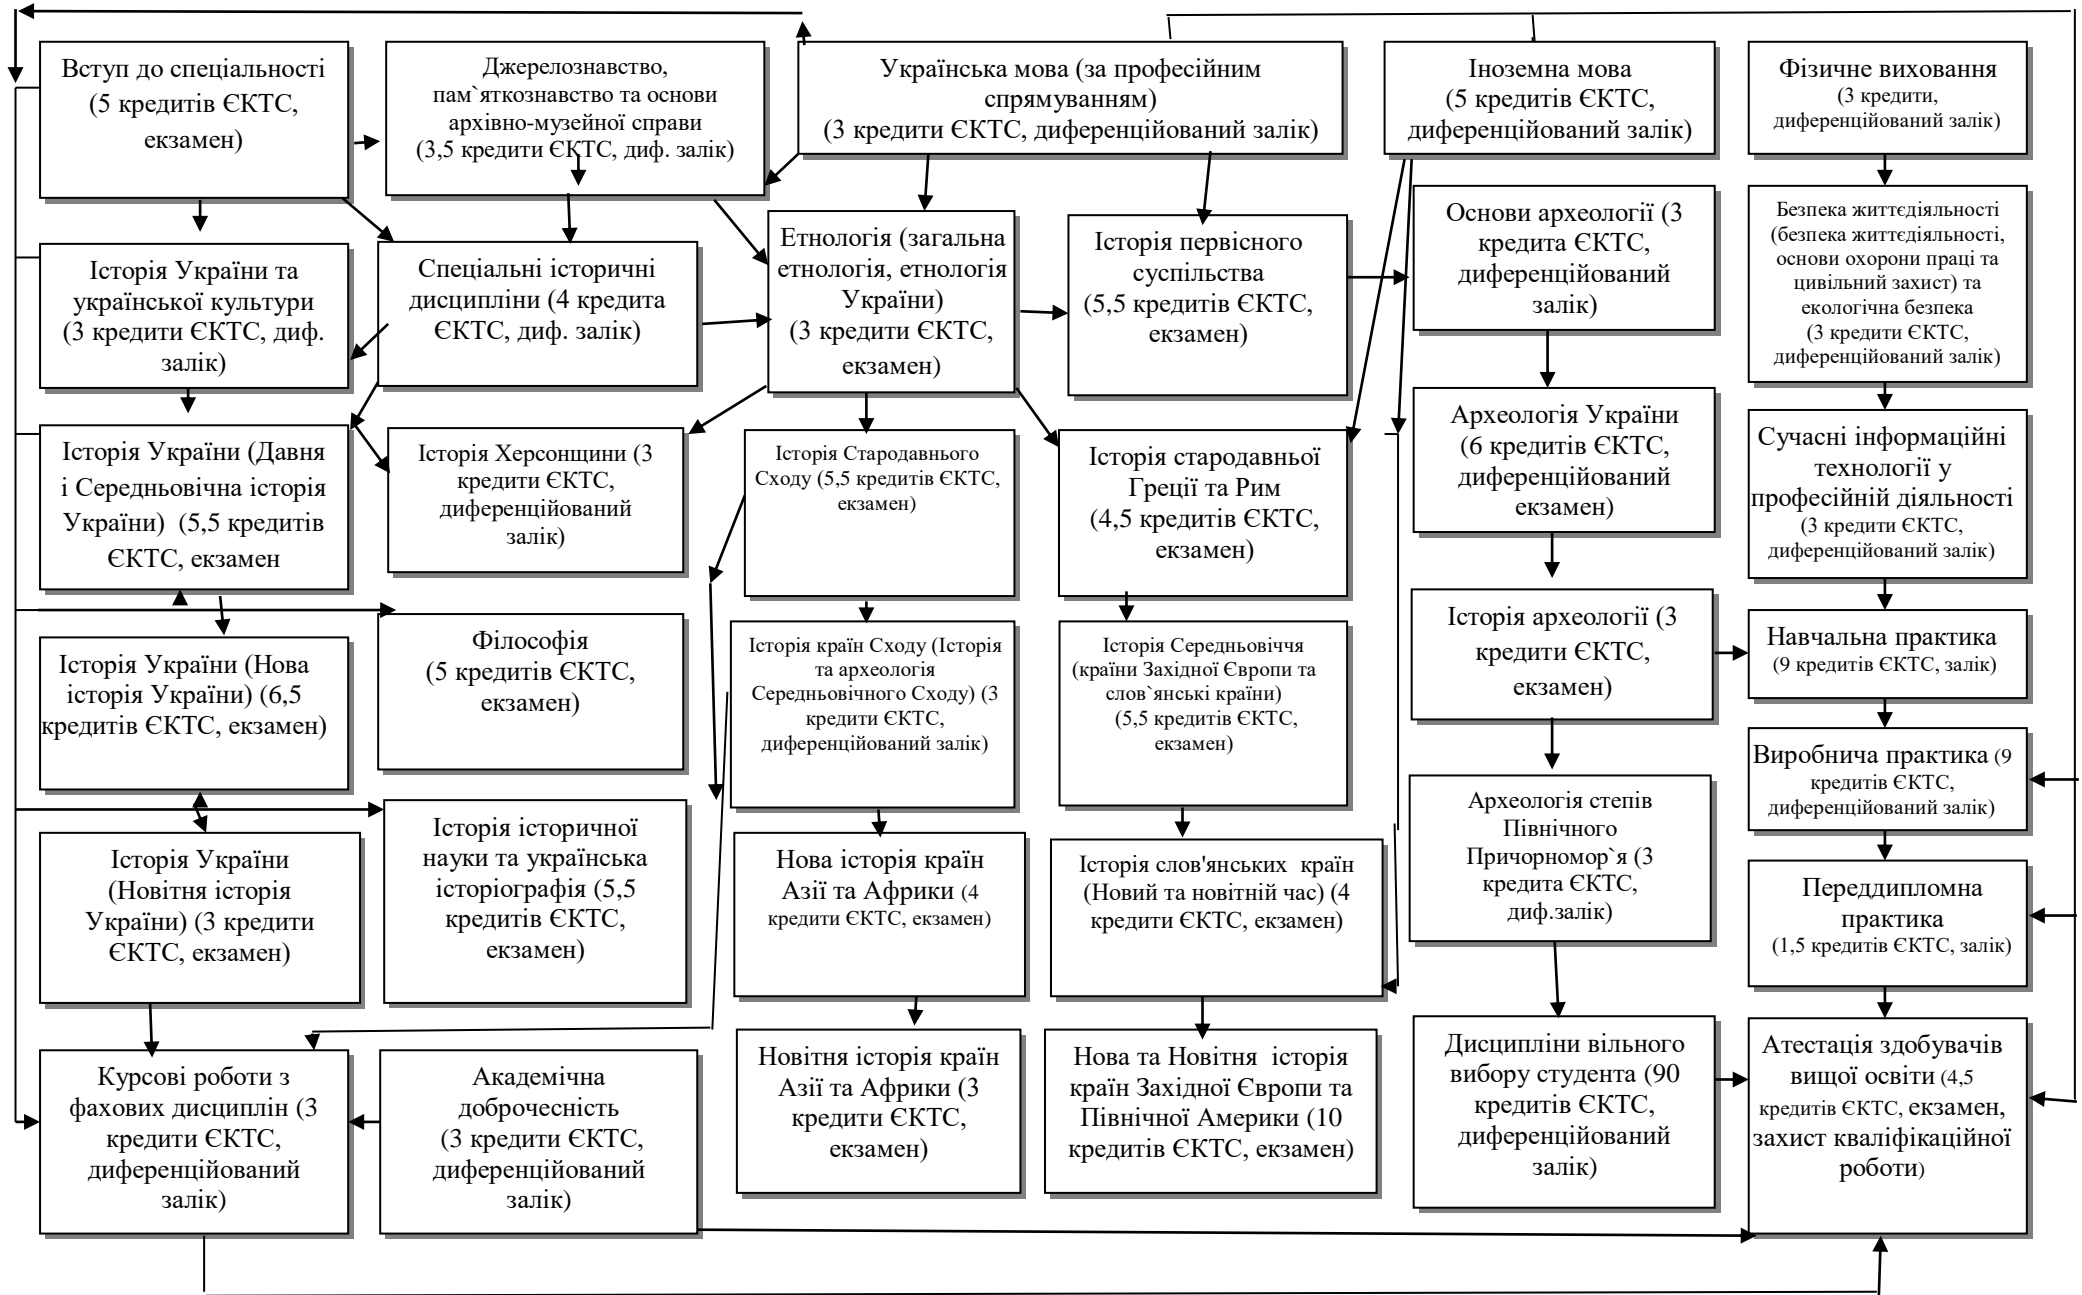 Вступ до спеціальності
(5 кредитів ЄКТС,
екзамен)
Джерелознавство,
пам`яткознавство та основи
архівно-музейної справи
(3,5 кредити ЄКТС, диф. залік)
Українська мова (за професійним
спрямуванням)
(3 кредити ЄКТС, диференційований залік)
Іноземна мова
(5 кредитів ЄКТС,
диференційований залік)
Фізичне виховання
(3 кредити,
диференційований залік)
Історія України та
української культури
(3 кредити ЄКТС, диф.
залік)
Спеціальні історичні
дисципліни (4 кредита
ЄКТС, диф. залік)
Етнологія (загальна
етнологія, етнологія
України)
(3 кредити ЄКТС,
екзамен)
Історія первісного
суспільства
(5,5 кредитів ЄКТС,
екзамен)
Основи археології (3
кредита ЄКТС,
диференційований
залік)
Безпека життєдіяльності
(безпека життєдіяльності,
основи охорони праці та
цивільний захист) та
екологічна безпека
(3 кредити ЄКТС,
диференційований залік)
Історія України (Давня
і Середньовічна історія
України)  (5,5 кредитів
ЄКТС, екзамен
Історія Херсонщини (3
кредити ЄКТС,
диференційований
залік)
Історія Стародавнього
Сходу (5,5 кредитів ЄКТС,
екзамен)
Історія стародавньої
Греції та Рим
(4,5 кредитів ЄКТС,
екзамен)
Археологія України
(6 кредитів ЄКТС,
диференційований
екзамен)
Сучасні інформаційні
технології у
професійній діяльності
(3 кредити ЄКТС,
диференційований залік)
Історія України (Нова
історія України) (6,5
кредитів ЄКТС, екзамен)
Філософія
(5 кредитів ЄКТС,
екзамен)
Історія країн Сходу (Історія
та археологія
Середньовічного Сходу) (3
кредити ЄКТС,
диференційований залік)
Історія Середньовіччя
(країни Західної Європи та
слов`янські країни)
(5,5 кредитів ЄКТС,
екзамен)
Історія археології (3
кредити ЄКТС,
екзамен)
Навчальна практика
(9 кредитів ЄКТС, залік)
Виробнича практика (9
кредитів ЄКТС,
диференційований залік)
Історія України
(Новітня історія
України) (3 кредити
ЄКТС, екзамен)
Історія історичної
науки та українська
історіографія (5,5
кредитів ЄКТС,
екзамен)
Нова історія країн
Азії та Африки (4
кредити ЄКТС, екзамен)
Історія слов'янських  країн
(Новий та новітній час) (4
кредити ЄКТС, екзамен)
Археологія степів
Північного
Причорномор`я (3
кредита ЄКТС,
диф.залік)
Переддипломна
практика
(1,5 кредитів ЄКТС, залік)
Курсові роботи з
фахових дисциплін (3
кредити ЄКТС,
диференційований
залік)
Академічна
доброчесність
(3 кредити ЄКТС,
диференційований
залік)
Новітня історія країн
Азії та Африки (3
кредити ЄКТС,
екзамен)
Нова та Новітня  історія
країн Західної Європи та
Північної Америки (10
кредитів ЄКТС, екзамен)
Дисципліни вільного
вибору студента (90
кредитів ЄКТС,
диференційований
залік)
Атестація здобувачів
вищої освіти (4,5
кредитів ЄКТС, екзамен,
захист кваліфікаційної
роботи)